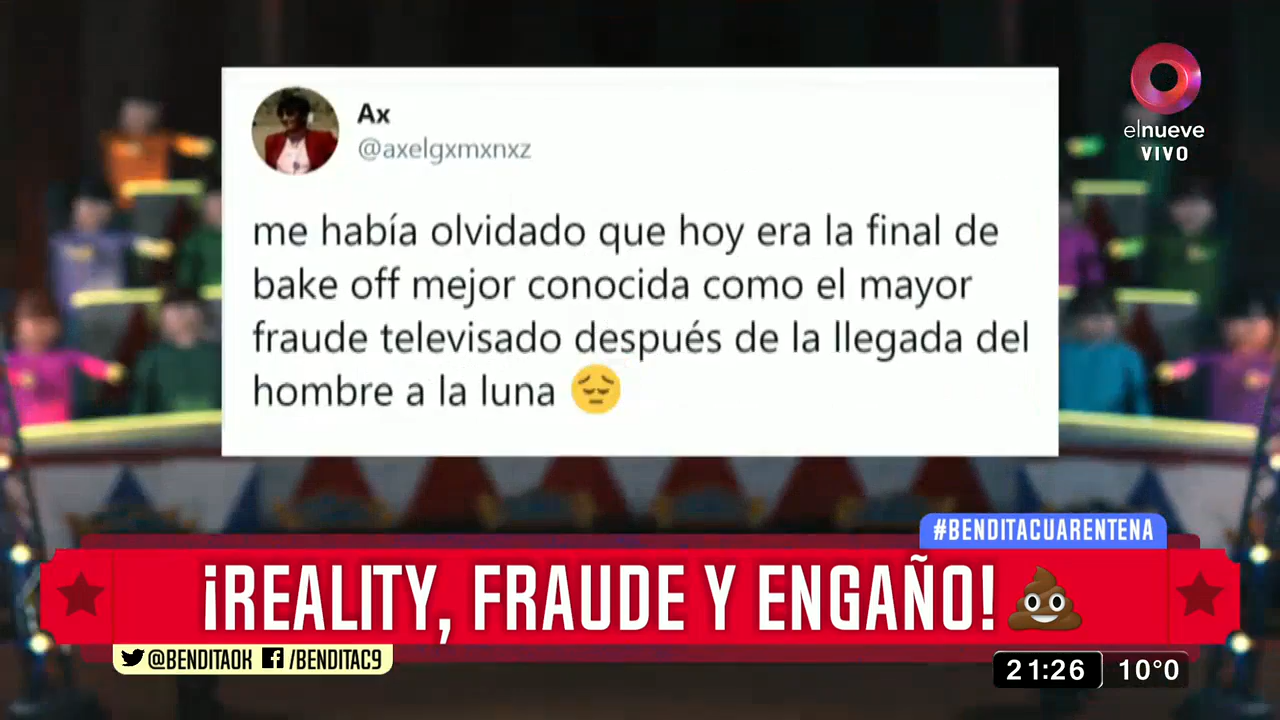 Ax
@axelgxmxnxz
me había olvidado que hoy era la final de
bake off mejor conocida como el mayor
fraude televisado después de la llegada del
hombre a la luna 😔
elnueve
VIVO
#BENDITACUARENTENA
¡REALITY, FRAUDE Y ENGAÑO! 💩
@BENDITAOK /BENDITAC9
21:26 10°0